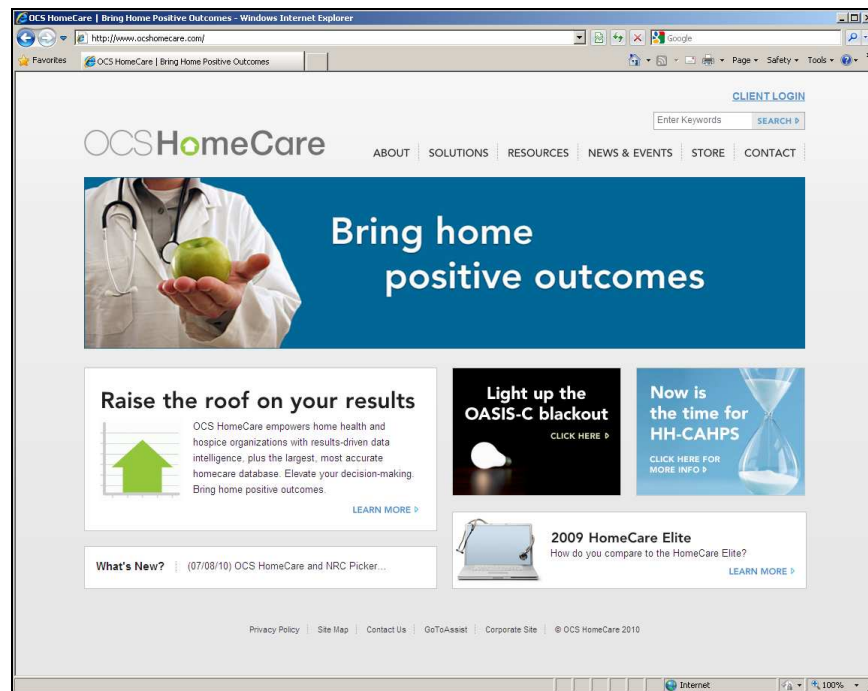 OCS HomeCare | Bring Home Positive Outcomes - Windows Internet Explorer
http://www.ocshomecare.com/
Google
Favorites
OCS HomeCare | Bring Home Positive Outcomes
Page
Safety
Tools
CLIENT LOGIN
Enter Keywords
SEARCH
OCSHomeCare
ABOUT
SOLUTIONS
RESOURCES
NEWS & EVENTS
STORE
CONTACT
Bring home
positive outcomes
Raise the roof on your results
OCS HomeCare empowers home health and
hospice organizations with results-driven data
intelligence, plus the largest, most accurate
homecare database. Elevate your decision-making.
Bring home positive outcomes.
LEARN MORE
Light up the
OASIS-C blackout
CLICK HERE
Now is
the time for
HH-CAHPS
CLICK HERE FOR
MORE INFO
2009 HomeCare Elite
How do you compare to the HomeCare Elite?
LEARN MORE
What's New?
(07/08/10) OCS HomeCare and NRC Picker...
Privacy Policy
Site Map
Contact Us
GoToAssist
Corporate Site
© OCS HomeCare 2010
Internet
100%